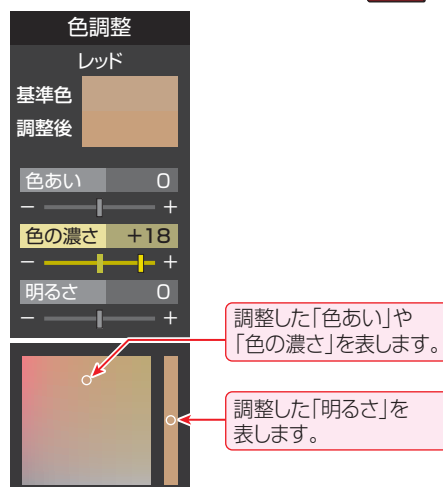 色調整
レッド
基準色
調整後
色あい 0
− +
色の濃さ +18
− +
明るさ 0
− +
調整した「色あい」や
「色の濃さ」を表します。
調整した「明るさ」を
表します。